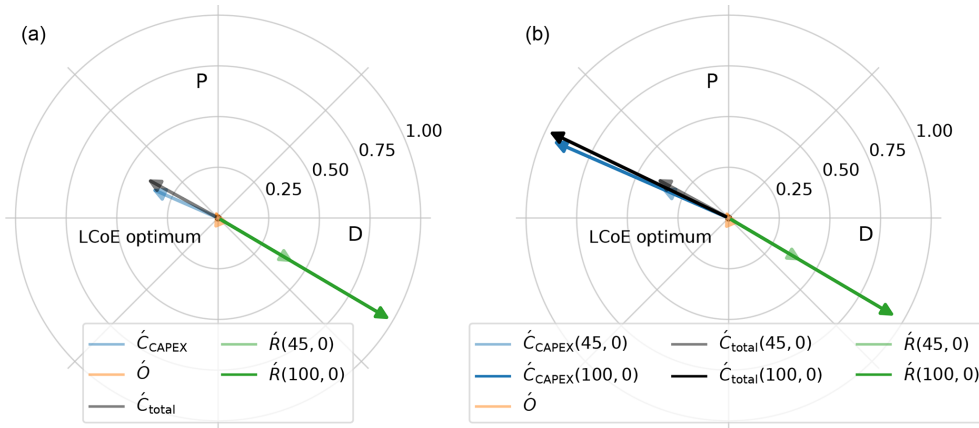 (a)
P
1.00
0.75
0.50
0.25
LCoE optimum
D
Ć_CAPEX
Ŕ(45, 0)
Ó
Ŕ(100, 0)
Ć_total
(b)
P
1.00
0.75
0.50
0.25
LCoE optimum
D
Ć_CAPEX(45, 0)
Ć_total(45, 0)
Ŕ(45, 0)
Ć_CAPEX(100, 0)
Ć_total(100, 0)
Ŕ(100, 0)
Ó